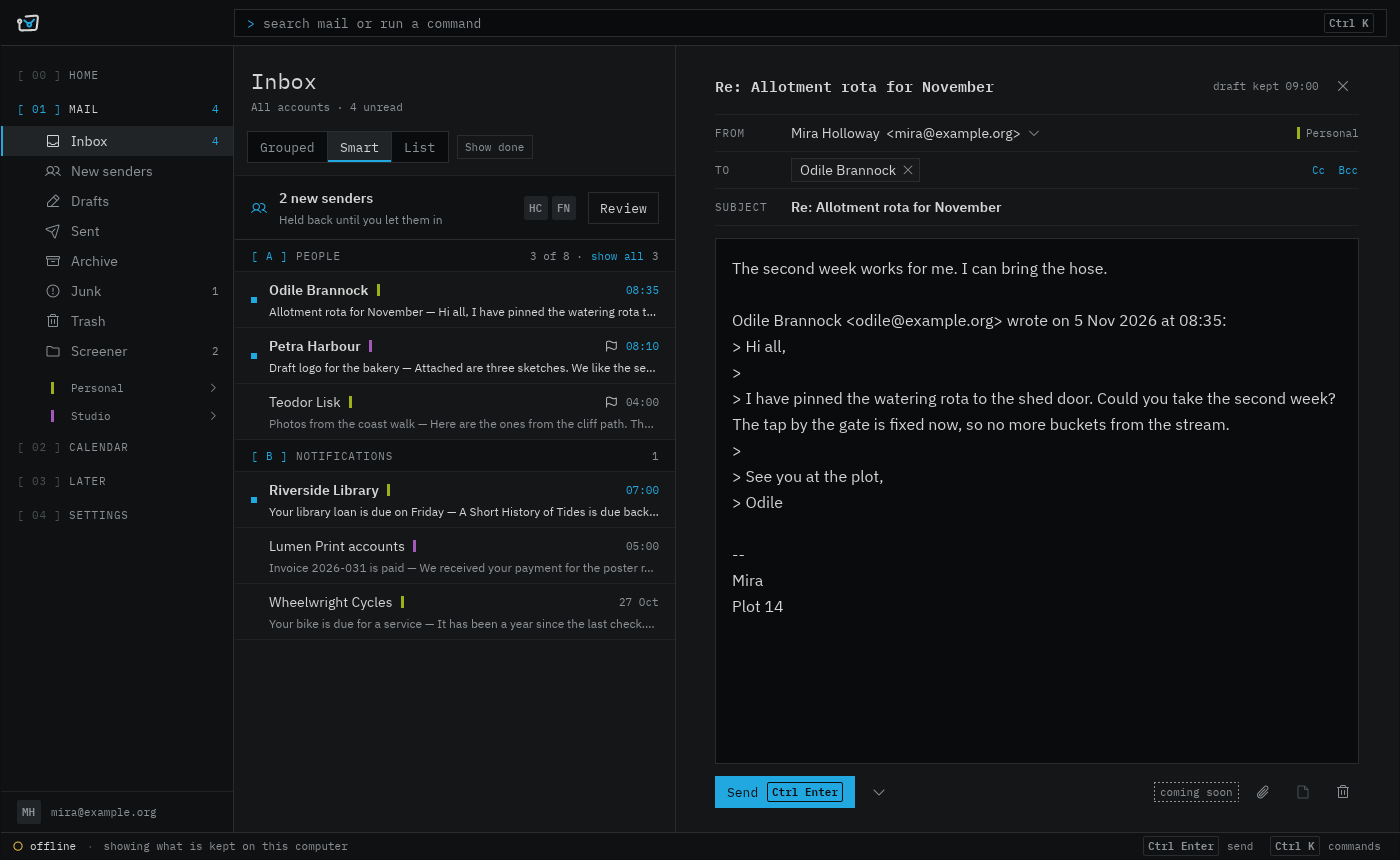 > search mail or run a command
Ctrl K
[ 00 ] HOME
[ 01 ] MAIL 4
Inbox 4
New senders
Drafts
Sent
Archive
Junk 1
Trash
Screener 2
Personal
Studio
[ 02 ] CALENDAR
[ 03 ] LATER
[ 04 ] SETTINGS
MH mira@example.org
Inbox
All accounts · 4 unread
Grouped Smart List Show done
2 new senders
Held back until you let them in
HC FN Review
[ A ] PEOPLE 3 of 8 · show all 3
Odile Brannock 08:35
Allotment rota for November — Hi all, I have pinned the watering rota t…
Petra Harbour 08:10
Draft logo for the bakery — Attached are three sketches. We like the se…
Teodor Lisk 04:00
Photos from the coast walk — Here are the ones from the cliff path. Th…
[ B ] NOTIFICATIONS 1
Riverside Library 07:00
Your library loan is due on Friday — A Short History of Tides is due back…
Lumen Print accounts 05:00
Invoice 2026-031 is paid — We received your payment for the poster r…
Wheelwright Cycles 27 Oct
Your bike is due for a service — It has been a year since the last check.…
Re: Allotment rota for November draft kept 09:00
FROM Mira Holloway <mira@example.org> Personal
TO Odile Brannock Cc Bcc
SUBJECT Re: Allotment rota for November
The second week works for me. I can bring the hose.
Odile Brannock <odile@example.org> wrote on 5 Nov 2026 at 08:35:
> Hi all,
>
> I have pinned the watering rota to the shed door. Could you take the second week?
The tap by the gate is fixed now, so no more buckets from the stream.
>
> See you at the plot,
> Odile
--
Mira
Plot 14
Send Ctrl Enter coming soon
offline · showing what is kept on this computer
Ctrl Enter send Ctrl K commands